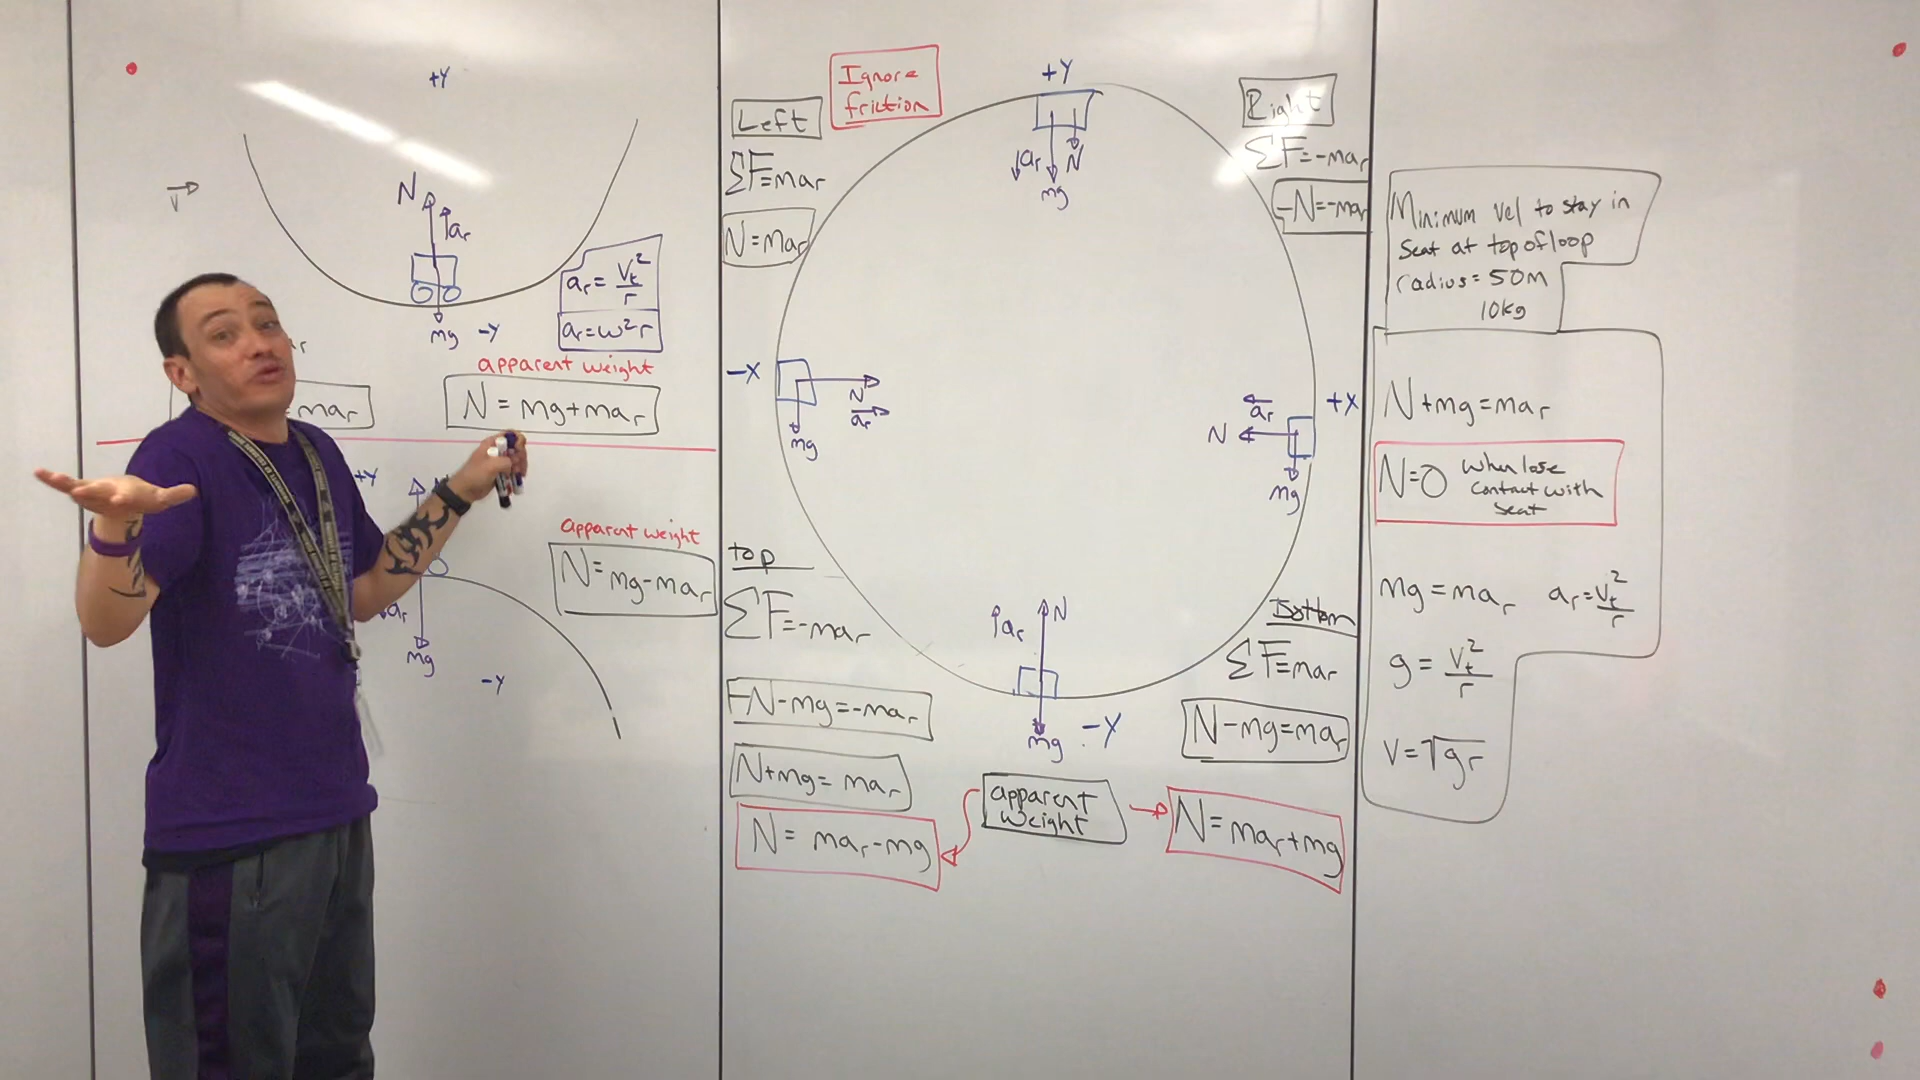 +Y
N
ar
mg
-Y
ar = Vt²/r
ar = ω²r
apparent weight
N = mg+mar
=mar
+Y
ar
mg
-Y
apparent weight
N=mg-mar
Ignore
friction
Left
ΣF=mar
N=mar
+Y
ar
N
mg
Right
ΣF=-mar
-N=-mar
-X
N
ar
mg
+X
ar
N
mg
top
ΣF=-mar
-N-mg=-mar
N+mg=mar
N = mar-mg
ar
N
mg
-Y
apparent
weight
Bottom
ΣF=mar
N-mg=mar
N=mar+mg
Minimum vel to stay in
seat at top of loop
radius=50m
10kg
N+mg=mar
N=0 when lose
contact with
seat
mg=mar ar=Vt²/r
g = Vt²/r
V=√gr